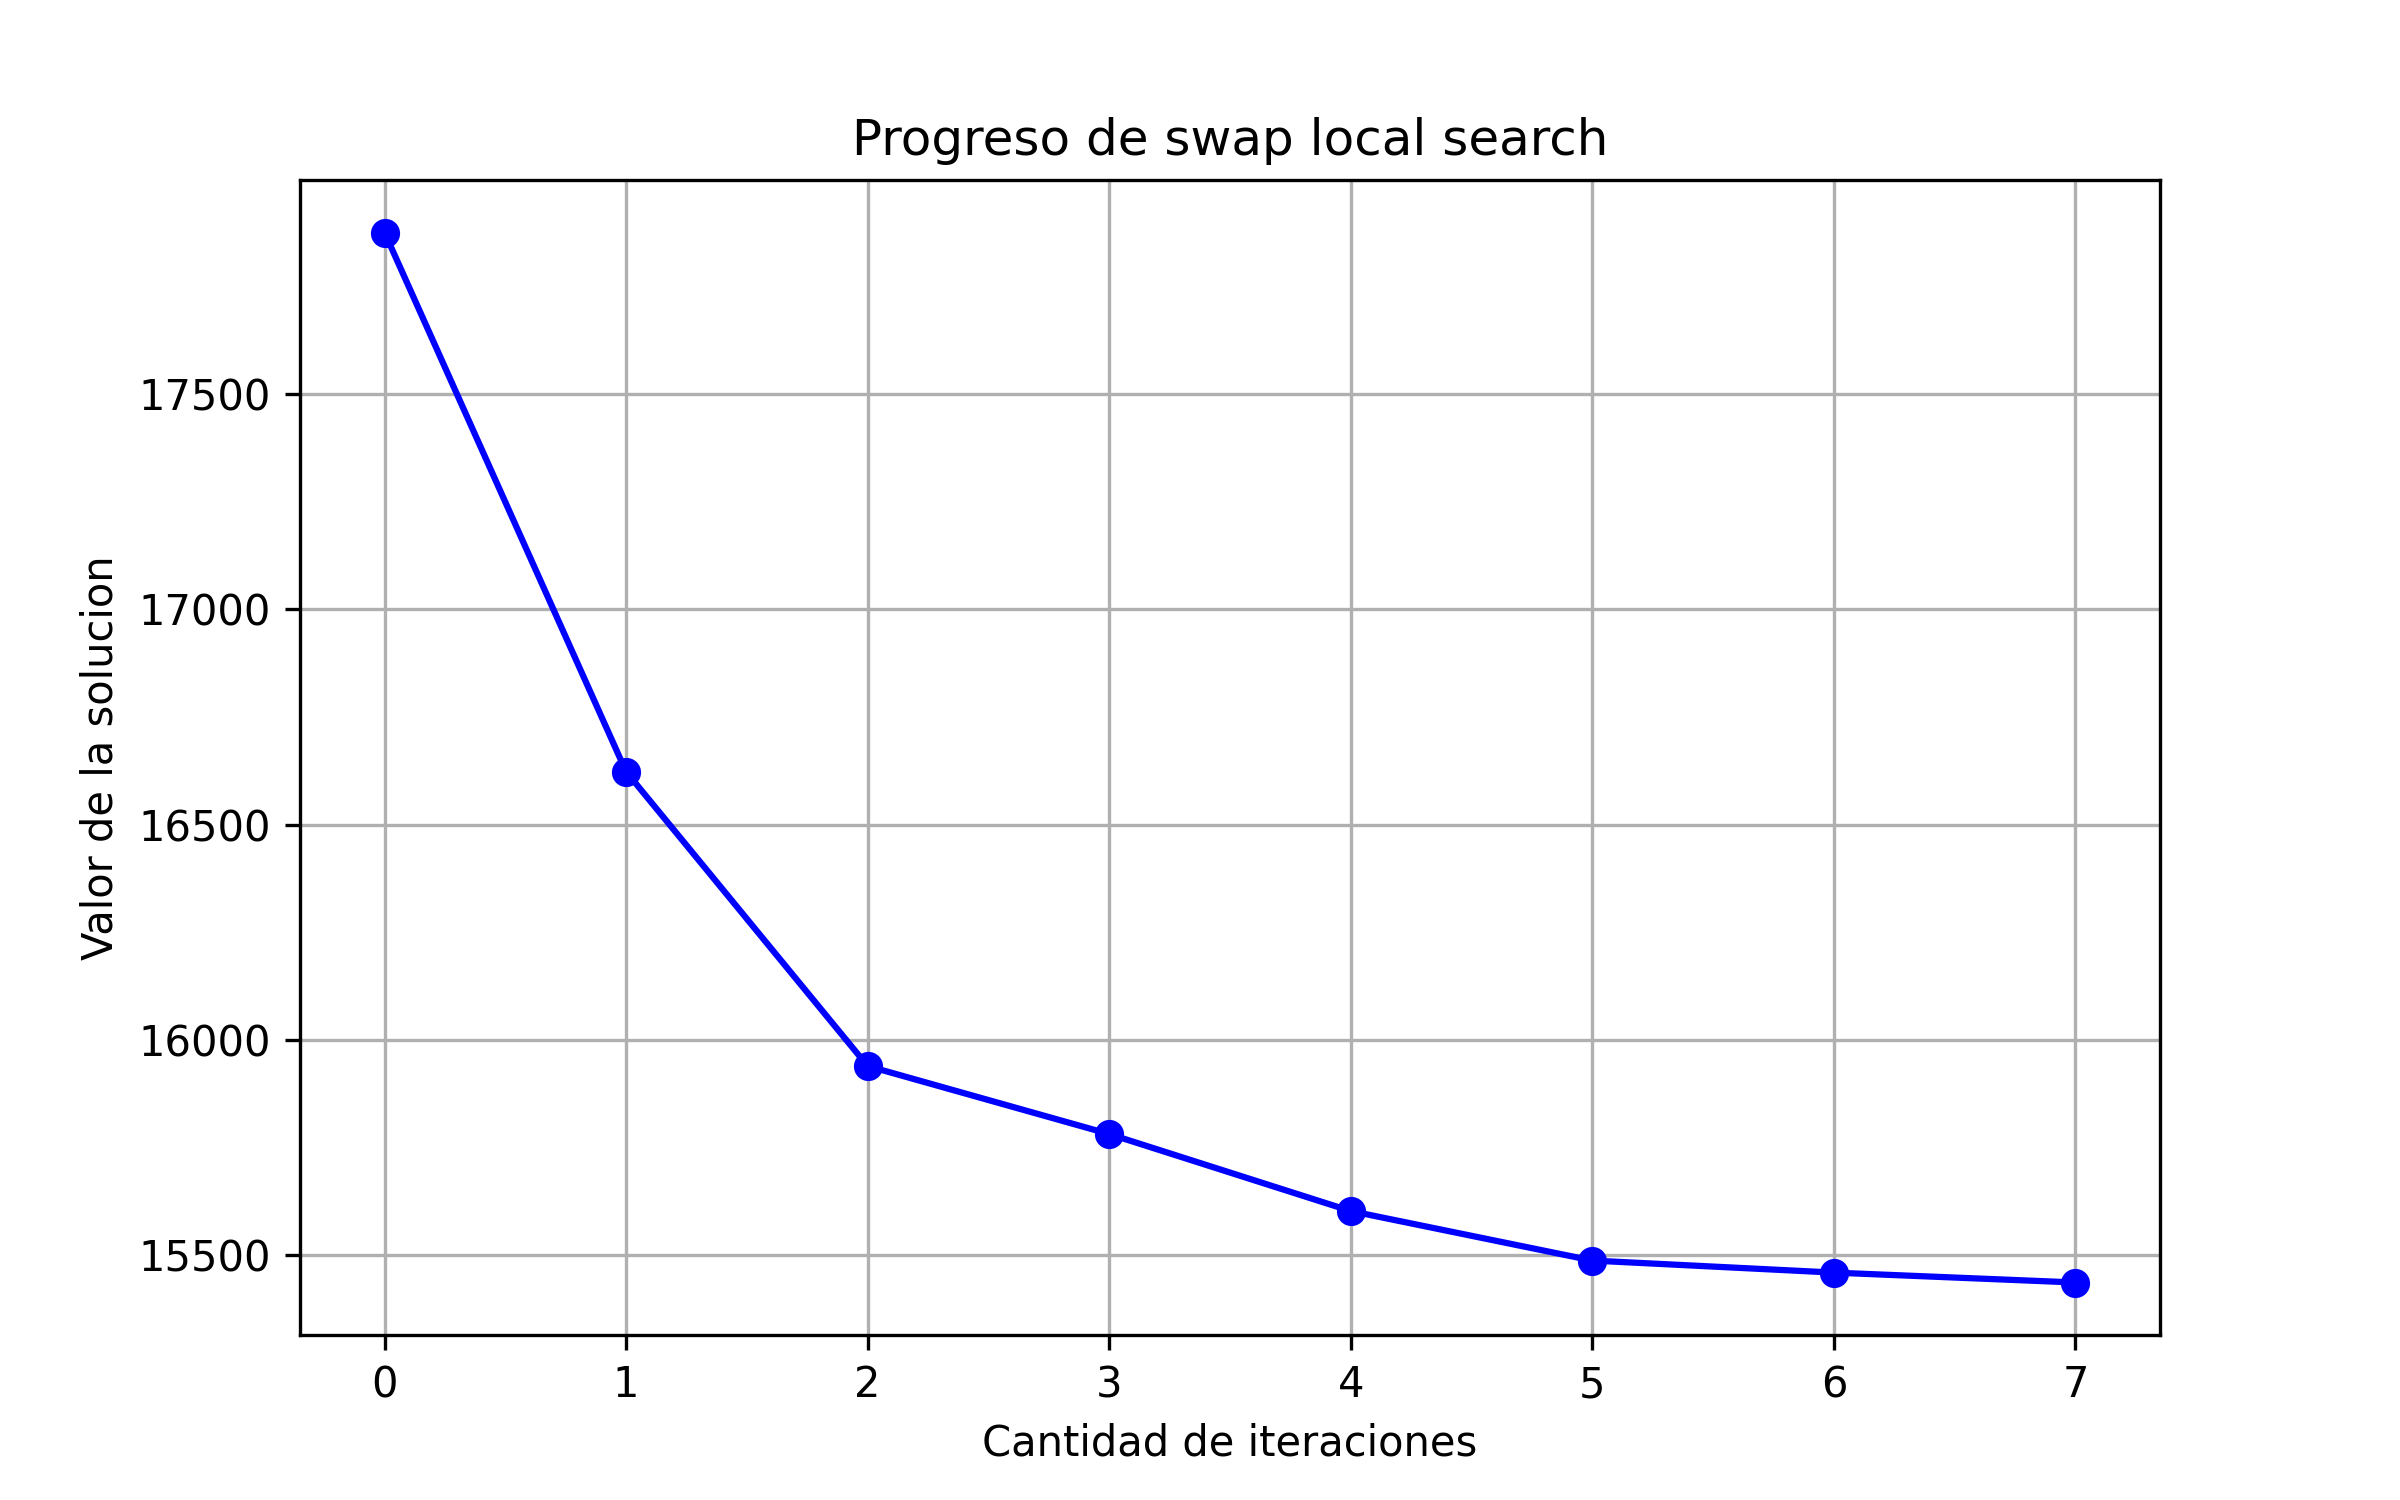 Progreso de swap local search
Valor de la solucion
17500
17000
16500
16000
15500
0 1 2 3 4 5 6 7
Cantidad de iteraciones